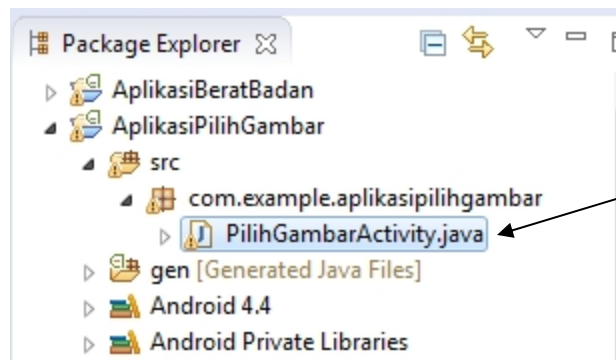 Package Explorer
AplikasiBeratBadan
AplikasiPilihGambar
src
com.example.aplikasipilihgambar
PilihGambarActivity.java
gen [Generated Java Files]
Android 4.4
Android Private Libraries